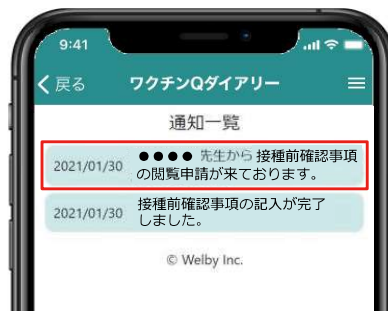 9:41
戻る ワクチンQダイアリー
通知一覧
2021/01/30 ●●●● 先生から 接種前確認事項
の閲覧申請が来ております。
2021/01/30 接種前確認事項の記入が完了
しました。
© Welby Inc.